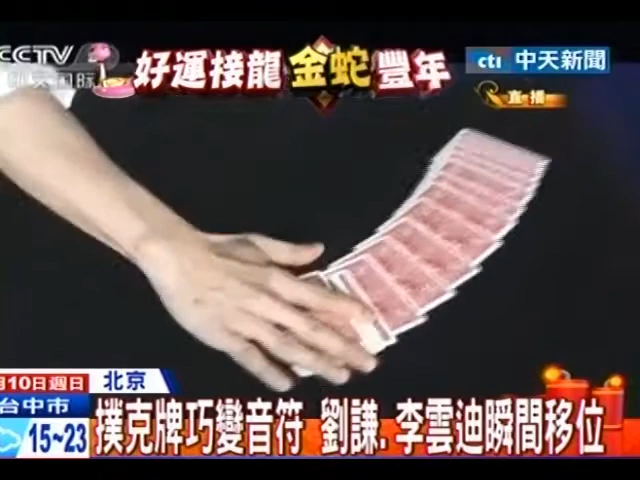 CCTV
好運接龍 金蛇豐年
cti 中天新聞
直播
月10日週日
北京
台中市
15~23
撲克牌巧變音符 劉謙.李雲迪瞬間移位